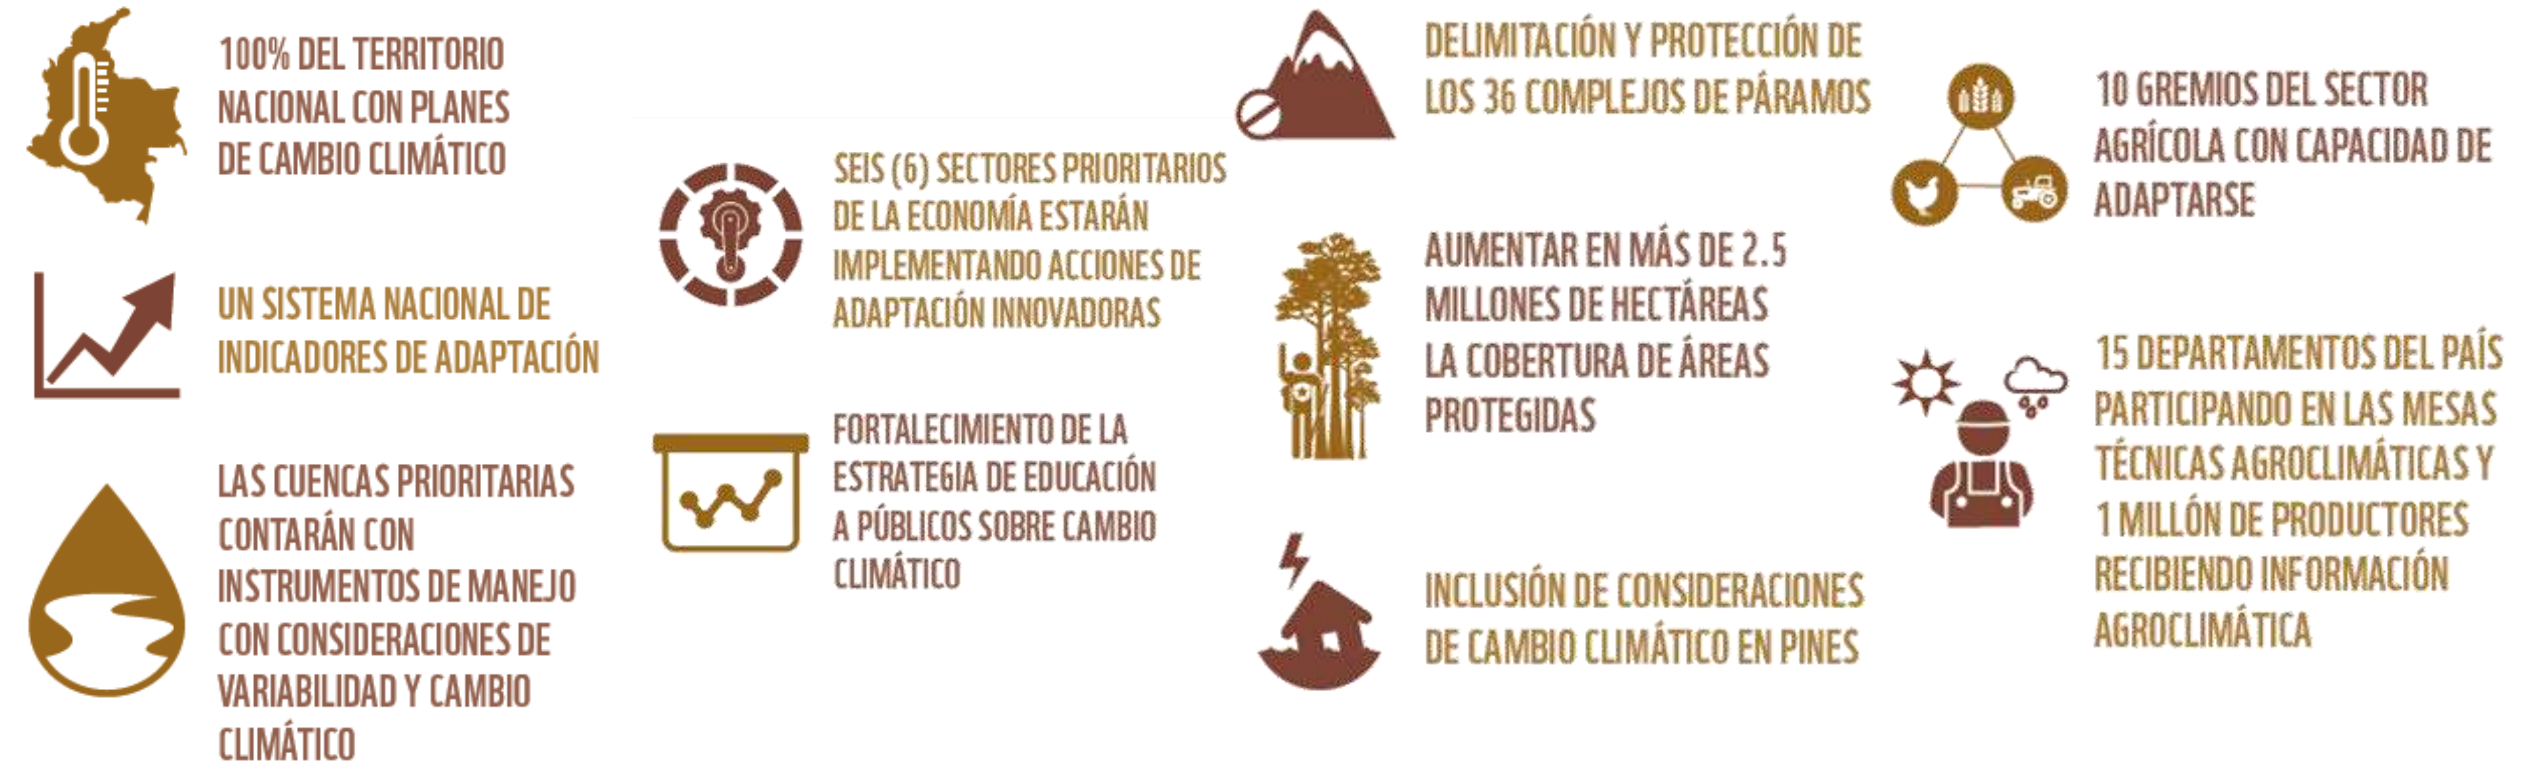 100% DEL TERRITORIO
NACIONAL CON PLANES
DE CAMBIO CLIMÁTICO
UN SISTEMA NACIONAL DE
INDICADORES DE ADAPTACIÓN
LAS CUENCAS PRIORITARIAS
CONTARÁN CON
INSTRUMENTOS DE MANEJO
CON CONSIDERACIONES DE
VARIABILIDAD Y CAMBIO
CLIMÁTICO
SEIS (6) SECTORES PRIORITARIOS
DE LA ECONOMÍA ESTARÁN
IMPLEMENTANDO ACCIONES DE
ADAPTACIÓN INNOVADORAS
FORTALECIMIENTO DE LA
ESTRATEGIA DE EDUCACIÓN
A PÚBLICOS SOBRE CAMBIO
CLIMÁTICO
DELIMITACIÓN Y PROTECCIÓN DE
LOS 36 COMPLEJOS DE PÁRAMOS
AUMENTAR EN MÁS DE 2.5
MILLONES DE HECTÁREAS
LA COBERTURA DE ÁREAS
PROTEGIDAS
INCLUSIÓN DE CONSIDERACIONES
DE CAMBIO CLIMÁTICO EN PINES
10 GREMIOS DEL SECTOR
AGRÍCOLA CON CAPACIDAD DE
ADAPTARSE
15 DEPARTAMENTOS DEL PAÍS
PARTICIPANDO EN LAS MESAS
TÉCNICAS AGROCLIMÁTICAS Y
1 MILLÓN DE PRODUCTORES
RECIBIENDO INFORMACIÓN
AGROCLIMÁTICA